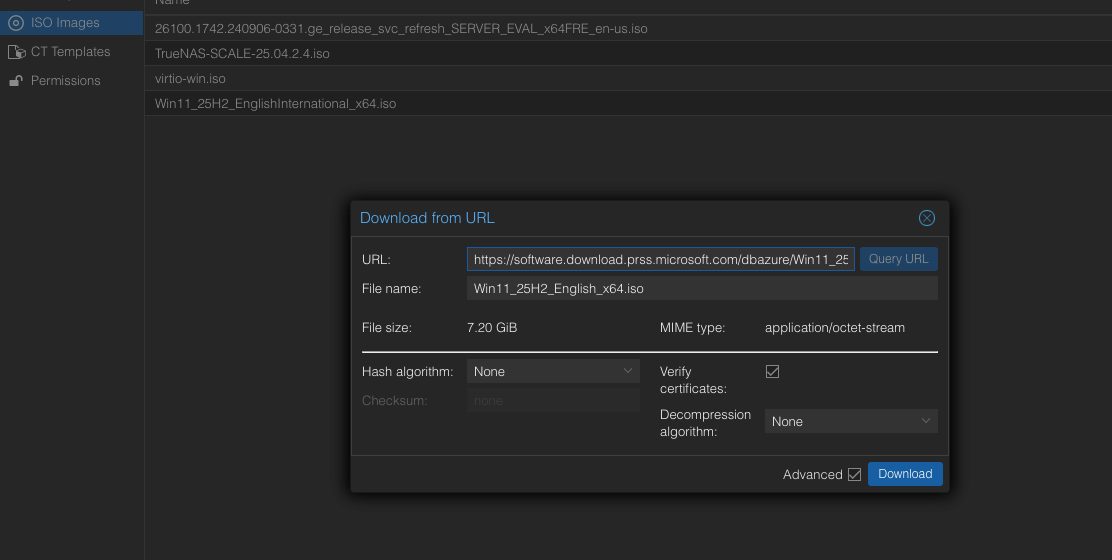 Name
ISO Images
26100.1742.240906-0331.ge_release_svc_refresh_SERVER_EVAL_x64FRE_en-us.iso
CT Templates
TrueNAS-SCALE-25.04.2.4.iso
Permissions
virtio-win.iso
Win11_25H2_EnglishInternational_x64.iso
Download from URL
URL: https://software.download.prss.microsoft.com/dbazure/Win11_25 Query URL
File name: Win11_25H2_English_x64.iso
File size: 7.20 GiB MIME type: application/octet-stream
Hash algorithm: None Verify
certificates:
Checksum: none
Decompression
algorithm: None
Advanced Download